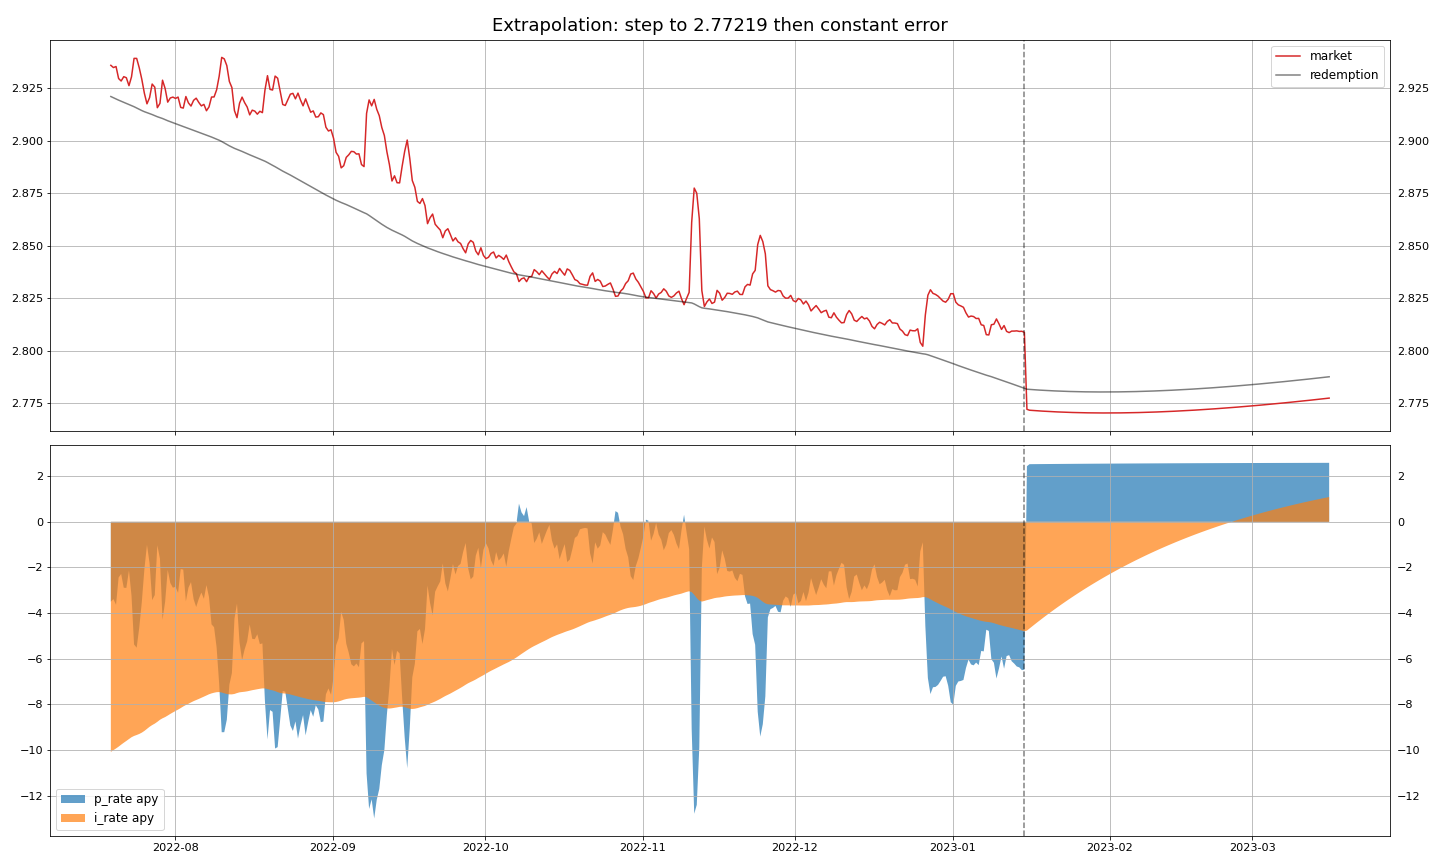 Extrapolation: step to 2.77219 then constant error
market
redemption
2.925 2.925
2.900 2.900
2.875 2.875
2.850 2.850
2.825 2.825
2.800 2.800
2.775 2.775
2 2
0 0
−2 −2
−4 −4
−6 −6
−8 −8
−10 −10
−12 −12
p_rate apy
i_rate apy
2022-08 2022-09 2022-10 2022-11 2022-12 2023-01 2023-02 2023-03